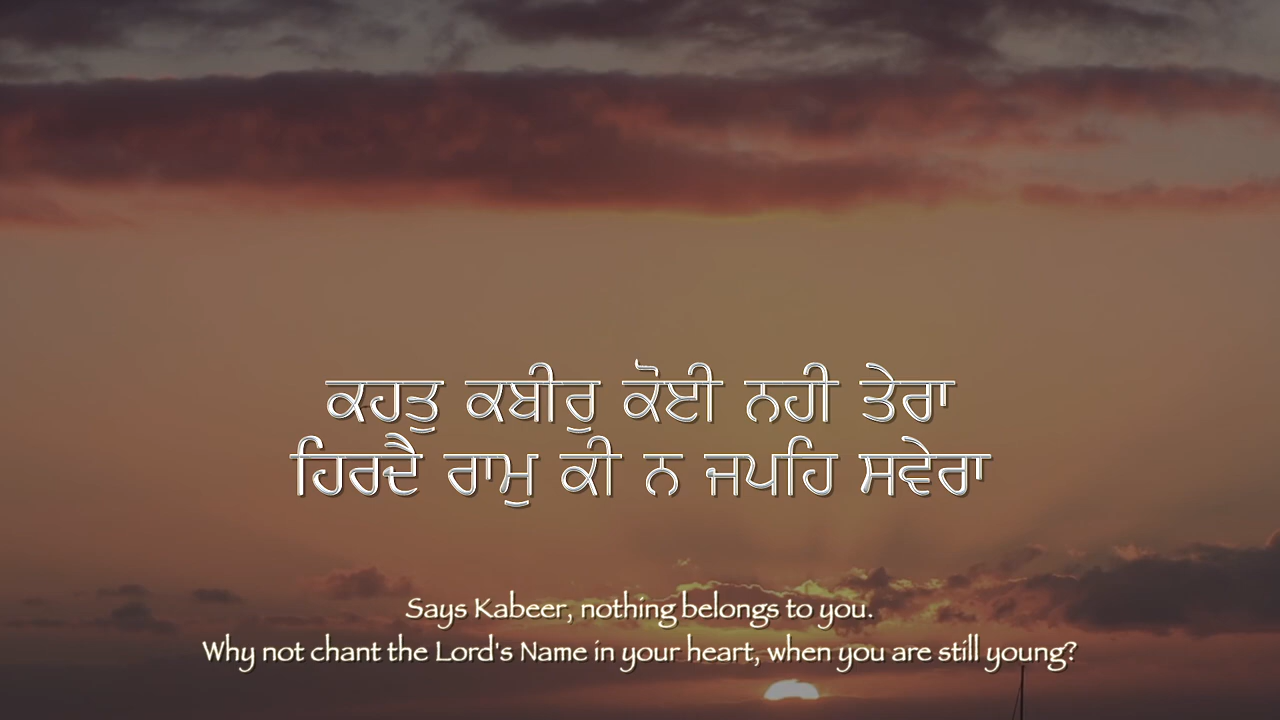 ਕਹਤੁ ਕਬੀਰੁ ਕੋਈ ਨਹੀ ਤੇਰਾ
ਹਿਰਦੈ ਰਾਮੁ ਕੀ ਨ ਜਪਹਿ ਸਵੇਰਾ
Says Kabeer, nothing belongs to you.
Why not chant the Lord's Name in your heart, when you are still young?